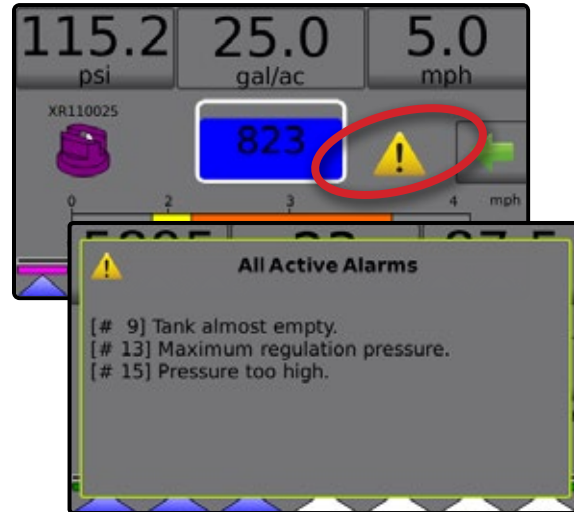 115.2 25.0 5.0
psi gal/ac mph
XR110025
823
0 2 3 4 mph
All Active Alarms
[# 9] Tank almost empty.
[# 13] Maximum regulation pressure.
[# 15] Pressure too high.